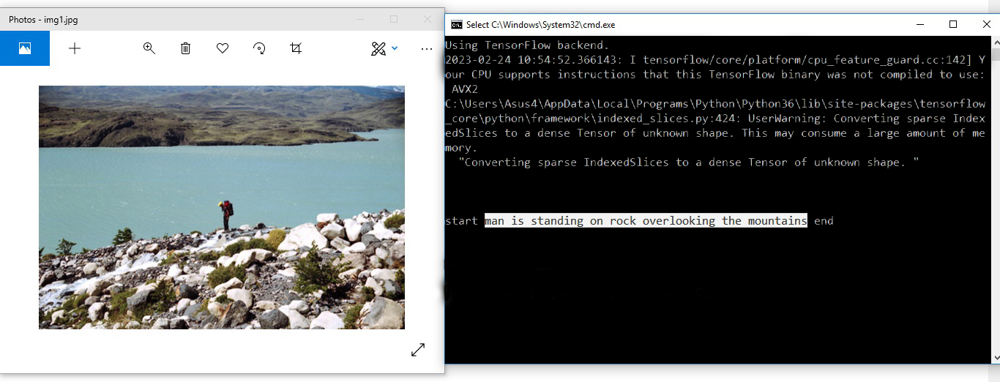 Photos - img1.jpg
Select C:\Windows\System32\cmd.exe
Using TensorFlow backend.
2023-02-24 10:54:52.366143: I tensorflow/core/platform/cpu_feature_guard.cc:142] Y
our CPU supports instructions that this TensorFlow binary was not compiled to use:
 AVX2
C:\Users\Asus4\AppData\Local\Programs\Python\Python36\lib\site-packages\tensorflow
_core\python\framework\indexed_slices.py:424: UserWarning: Converting sparse Index
edSlices to a dense Tensor of unknown shape. This may consume a large amount of me
mory.
  "Converting sparse IndexedSlices to a dense Tensor of unknown shape. "
start man is standing on rock overlooking the mountains end